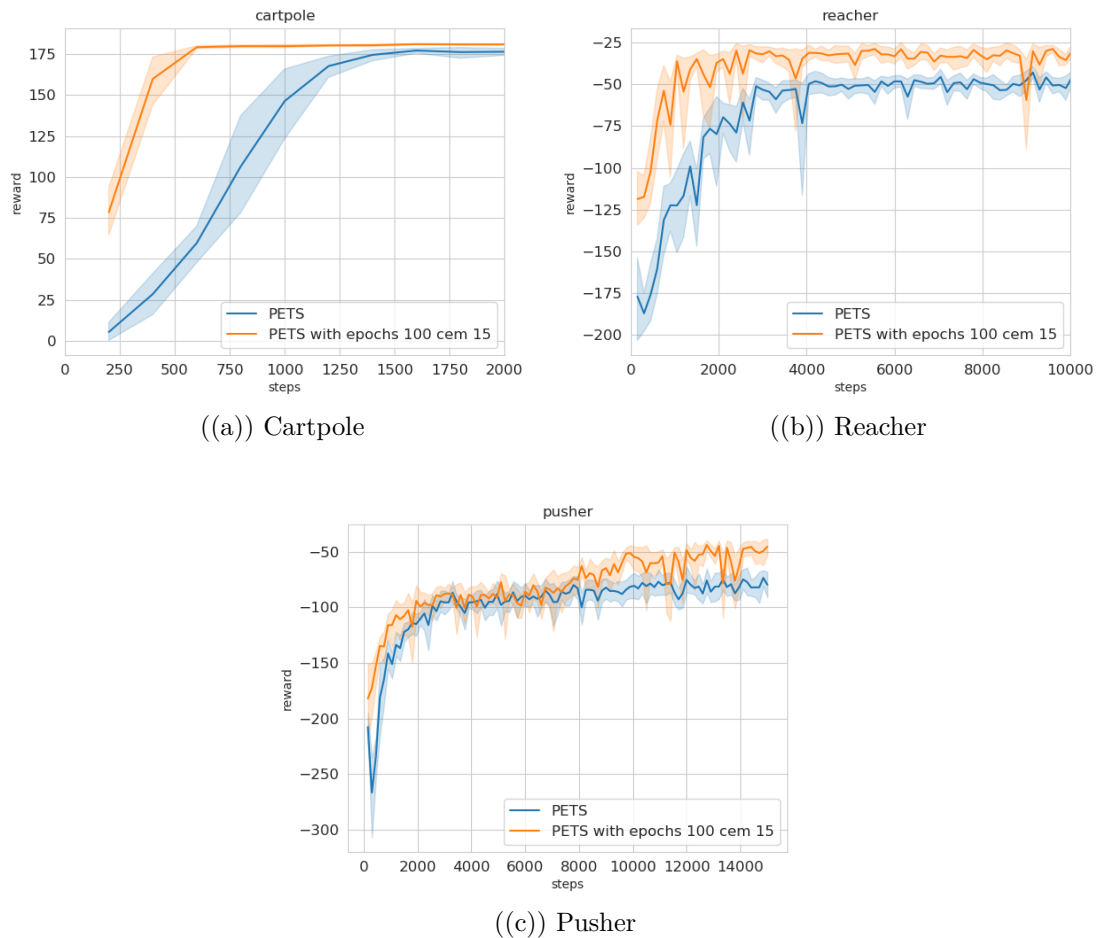 cartpole
175
150
125
100
175
75
50
25
0
reward
PETS
PETS with epochs 100 cem 15
0 250 500 750 1000 1250 1500 1750 2000
steps
((a)) Cartpole
reacher
−25
−50
−75
−100
−125
−150
−175
−200
reward
PETS
PETS with epochs 100 cem 15
0 2000 4000 6000 8000 10000
steps
((b)) Reacher
pusher
−50
−100
−150
−200
−250
−300
reward
PETS
PETS with epochs 100 cem 15
0 2000 4000 6000 8000 10000 12000 14000
steps
((c)) Pusher